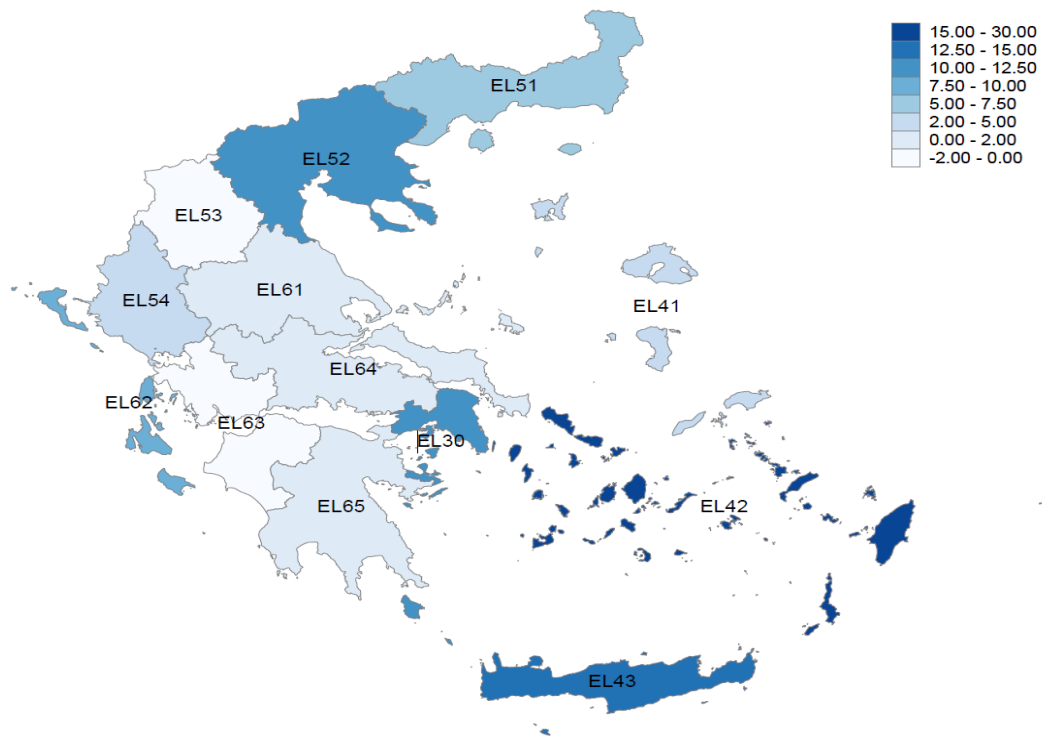 15.00 - 30.00
12.50 - 15.00
10.00 - 12.50
7.50 - 10.00
5.00 - 7.50
2.00 - 5.00
0.00 - 2.00
-2.00 - 0.00
EL51
EL52
EL53
EL61
EL54
EL41
EL64
EL62
EL63
EL30
EL65
EL42
EL43